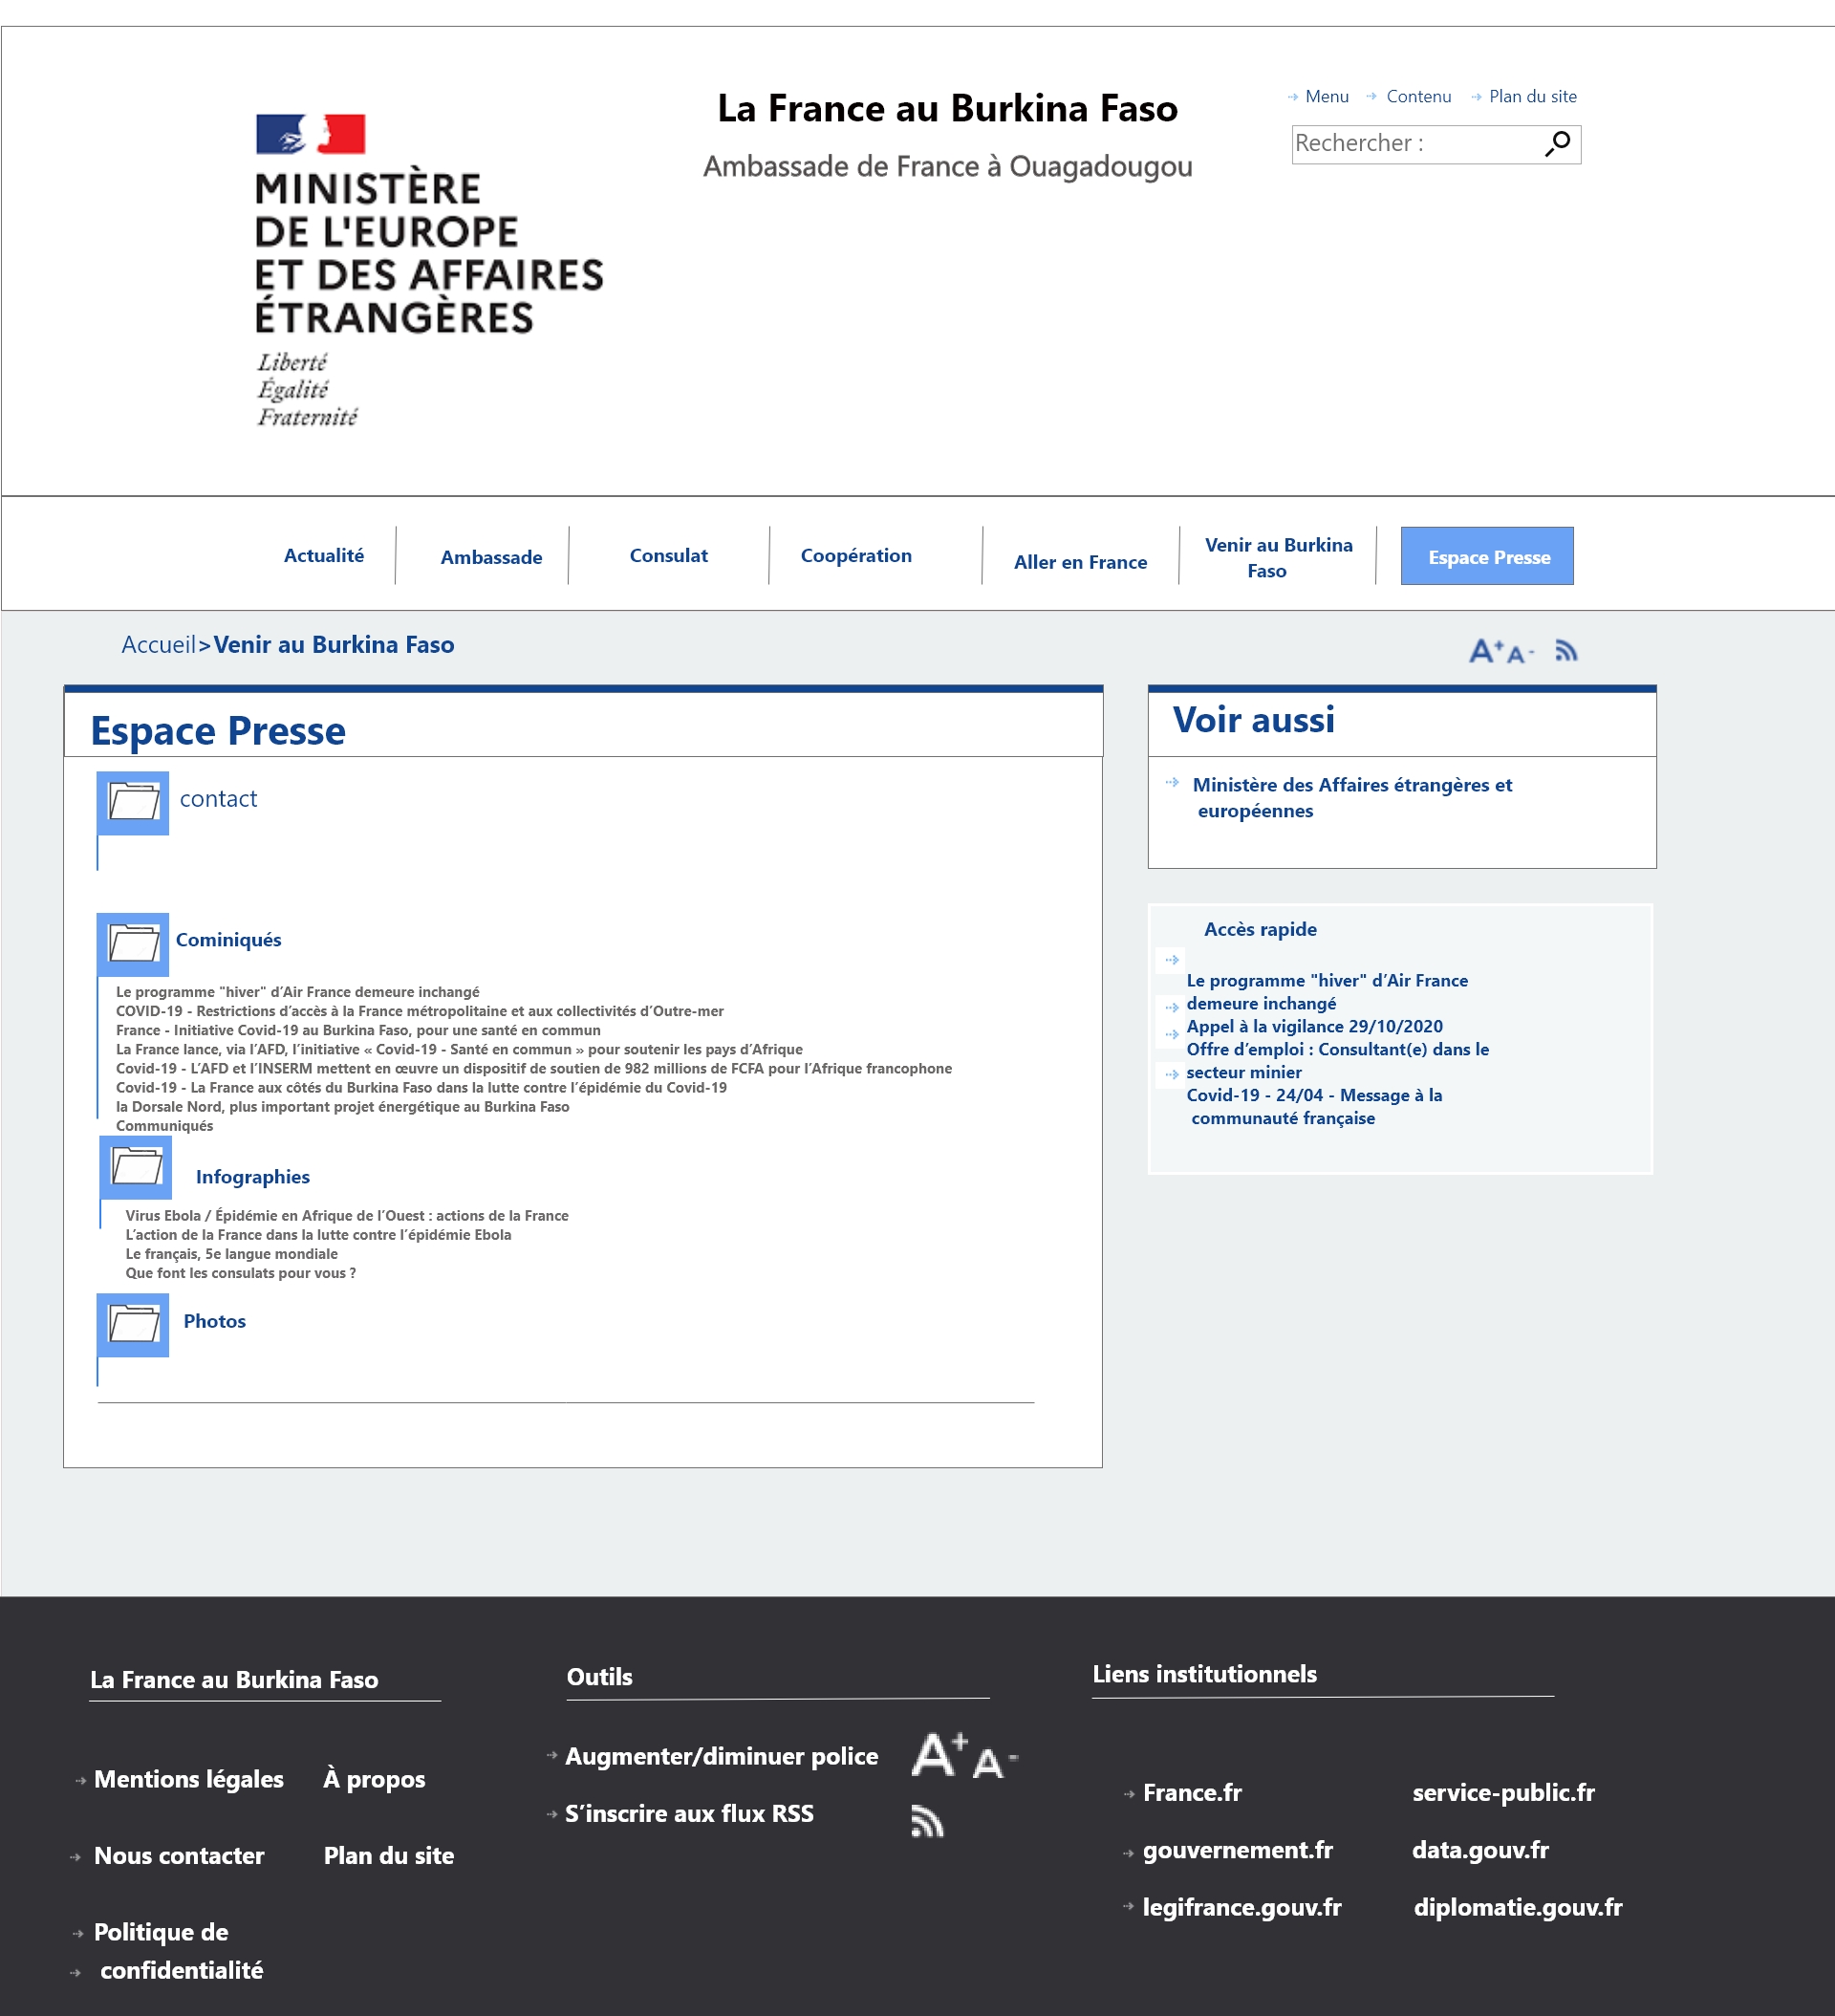 MINISTÈRE
DE L'EUROPE
ET DES AFFAIRES
ÉTRANGÈRES
Liberté
Égalité
Fraternité
La France au Burkina Faso
Ambassade de France à Ouagadougou
Menu Contenu Plan du site
Rechercher :
Actualité Ambassade Consulat Coopération Aller en France Venir au Burkina
Faso
Espace Presse
Accueil>Venir au Burkina Faso
A+ A-
Espace Presse
contact
Cominiqués
Le programme "hiver" d’Air France demeure inchangé
COVID-19 - Restrictions d’accès à la France métropolitaine et aux collectivités d’Outre-mer
France - Initiative Covid-19 au Burkina Faso, pour une santé en commun
La France lance, via l’AFD, l’initiative « Covid-19 - Santé en commun » pour soutenir les pays d’Afrique
Covid-19 - L’AFD et l’INSERM mettent en œuvre un dispositif de soutien de 982 millions de FCFA pour l’Afrique francophone
Covid-19 - La France aux côtés du Burkina Faso dans la lutte contre l’épidémie du Covid-19
la Dorsale Nord, plus important projet énergétique au Burkina Faso
Communiqués
Infographies
Virus Ebola / Épidémie en Afrique de l’Ouest : actions de la France
L’action de la France dans la lutte contre l’épidémie Ebola
Le français, 5e langue mondiale
Que font les consulats pour vous ?
Photos
Voir aussi
Ministère des Affaires étrangères et
européennes
Accès rapide
Le programme "hiver" d’Air France
demeure inchangé
Appel à la vigilance 29/10/2020
Offre d’emploi : Consultant(e) dans le
secteur minier
Covid-19 - 24/04 - Message à la
communauté française
La France au Burkina Faso
Mentions légales À propos
Nous contacter Plan du site
Politique de
confidentialité
Outils
Augmenter/diminuer police A+ A-
S’inscrire aux flux RSS
Liens institutionnels
France.fr service-public.fr
gouvernement.fr data.gouv.fr
legifrance.gouv.fr diplomatie.gouv.fr